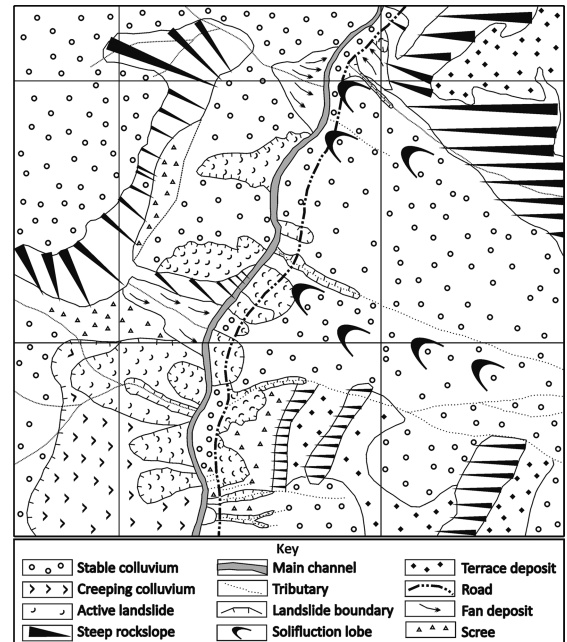 Key
Stable colluvium Main channel Terrace deposit
Creeping colluvium Tributary Road
Active landslide Landslide boundary Fan deposit
Steep rockslope Solifluction lobe Scree